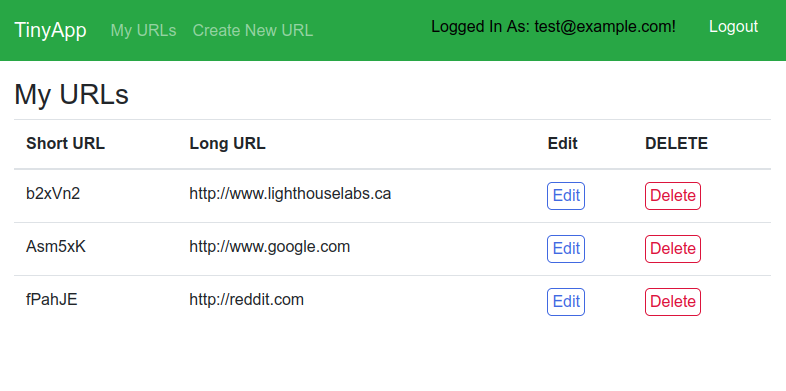 TinyApp My URLs Create New URL Logged In As: test@example.com! Logout
My URLs
Short URL Long URL Edit DELETE
b2xVn2 http://www.lighthouselabs.ca Edit Delete
Asm5xK http://www.google.com Edit Delete
fPahJE http://reddit.com Edit Delete